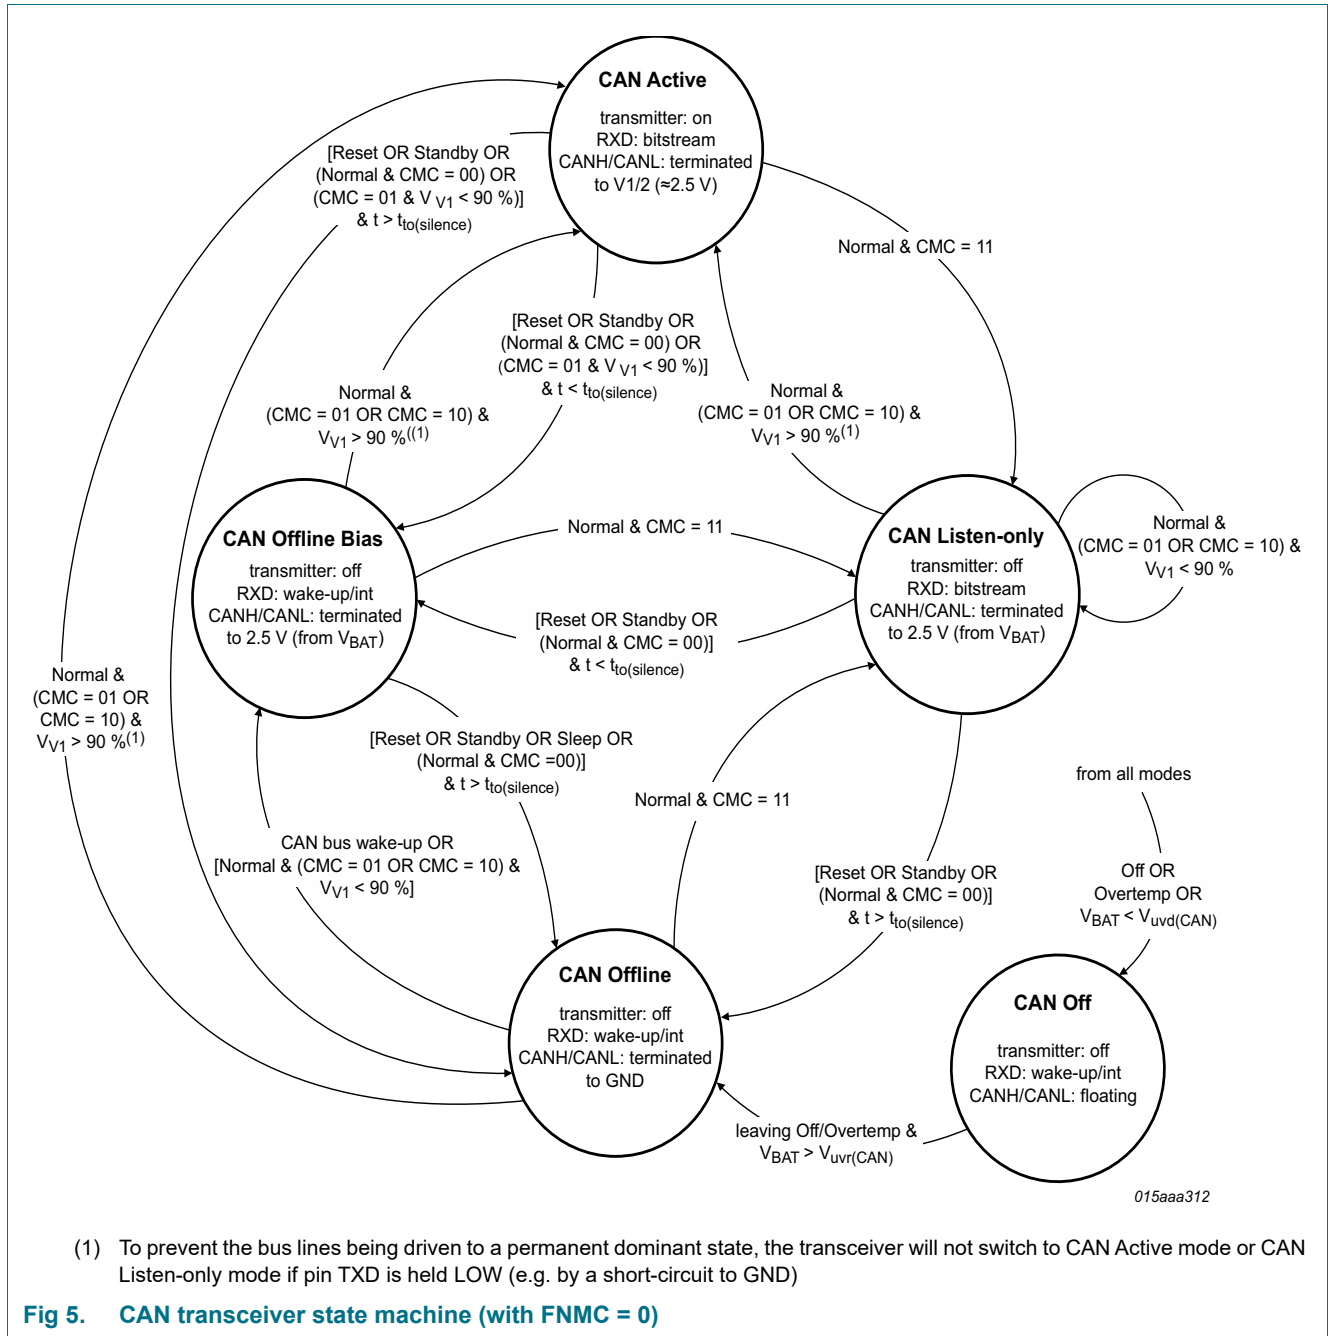 CAN Active
transmitter: on
RXD: bitstream
CANH/CANL: terminated
to V1/2 (≈2.5 V)
[Reset OR Standby OR
(Normal & CMC = 00) OR
(CMC = 01 & V V1 < 90 %)]
& t > tto(silence)
Normal & CMC = 11
[Reset OR Standby OR
(Normal & CMC = 00) OR
(CMC = 01 & V V1 < 90 %)]
& t < tto(silence)
Normal &
(CMC = 01 OR CMC = 10) &
VV1 > 90 %((1)
Normal &
(CMC = 01 OR CMC = 10) &
VV1 > 90 %(1)
CAN Offline Bias
transmitter: off
RXD: wake-up/int
CANH/CANL: terminated
to 2.5 V (from VBAT)
Normal & CMC = 11
CAN Listen-only
transmitter: off
RXD: bitstream
CANH/CANL: terminated
to 2.5 V (from VBAT)
Normal &
(CMC = 01 OR CMC = 10) &
VV1 < 90 %
[Reset OR Standby OR
(Normal & CMC = 00)]
& t < tto(silence)
Normal &
(CMC = 01 OR
CMC = 10) &
VV1 > 90 %(1)
[Reset OR Standby OR Sleep OR
(Normal & CMC =00)]
& t > tto(silence)
Normal & CMC = 11
from all modes
CAN bus wake-up OR
[Normal & (CMC = 01 OR CMC = 10) &
VV1 < 90 %]
[Reset OR Standby OR
(Normal & CMC = 00)]
& t > tto(silence)
Off OR
Overtemp OR
VBAT < Vuvd(CAN)
CAN Offline
transmitter: off
RXD: wake-up/int
CANH/CANL: terminated
to GND
CAN Off
transmitter: off
RXD: wake-up/int
CANH/CANL: floating
leaving Off/Overtemp &
VBAT > Vuvr(CAN)
015aaa312
(1) To prevent the bus lines being driven to a permanent dominant state, the transceiver will not switch to CAN Active mode or CAN
Listen-only mode if pin TXD is held LOW (e.g. by a short-circuit to GND)
Fig 5. CAN transceiver state machine (with FNMC = 0)